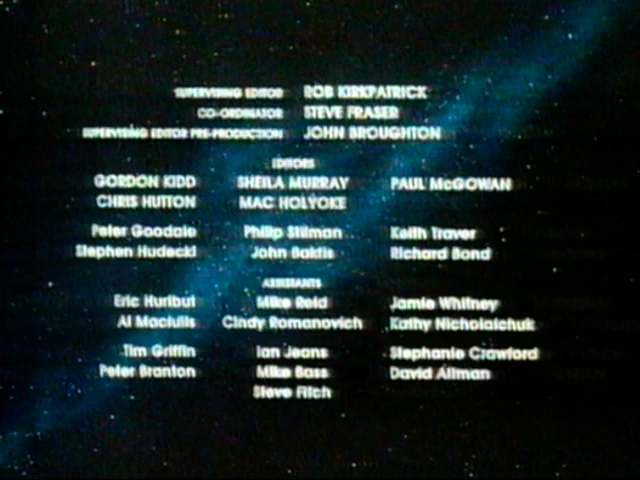 SUPERVISING EDITOR ROB KIRKPATRICK
CO-ORDINATOR STEVE FRASER
SUPERVISING EDITOR PRE-PRODUCTION JOHN BROUGHTON
EDITORS
GORDON KIDD SHEILA MURRAY PAUL McGOWAN
CHRIS HUTTON MAC HOLYOKE
Peter Goodale Philip Stilman Keith Traver
Stephen Hudecki John Baktis Richard Bond
ASSISTANTS
Eric Hurlbut Mike Reid Jamie Whitney
Al Maciulis Cindy Romanovich Kathy Nicholaichuk
Tim Griffin Ian Jeans Stephanie Crawford
Peter Branton Mike Bass David Altman
Steve Fitch